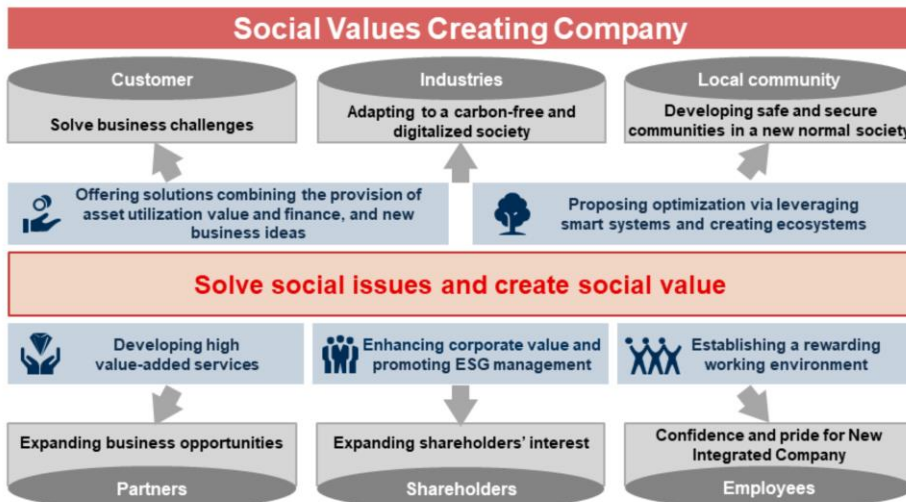 Social Values Creating Company
Customer
Solve business challenges
Industries
Adapting to a carbon-free and
digitalized society
Local community
Developing safe and secure
communities in a new normal society
Offering solutions combining the provision of
asset utilization value and finance, and new
business ideas
Proposing optimization via leveraging
smart systems and creating ecosystems
Solve social issues and create social value
Developing high
value-added services
Enhancing corporate value and
promoting ESG management
Establishing a rewarding
working environment
Expanding business opportunities
Partners
Expanding shareholders' interest
Shareholders
Confidence and pride for New
Integrated Company
Employees